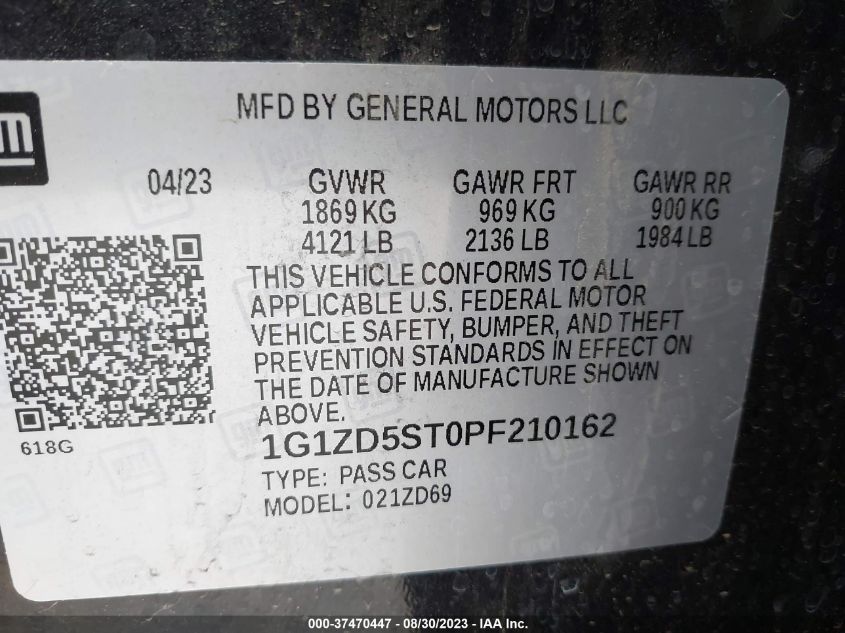 gm
MFD BY GENERAL MOTORS LLC
04/23 GVWR GAWR FRT GAWR RR
1869 KG 969 KG 900 KG
4121 LB 2136 LB 1984 LB
THIS VEHICLE CONFORMS TO ALL
APPLICABLE U.S. FEDERAL MOTOR
VEHICLE SAFETY, BUMPER, AND THEFT
PREVENTION STANDARDS IN EFFECT ON
THE DATE OF MANUFACTURE SHOWN
ABOVE.
618G
1G1ZD5ST0PF210162
TYPE: PASS CAR
MODEL: 021ZD69
000-37470447 - 08/30/2023 - © PYR IAA, Inc.